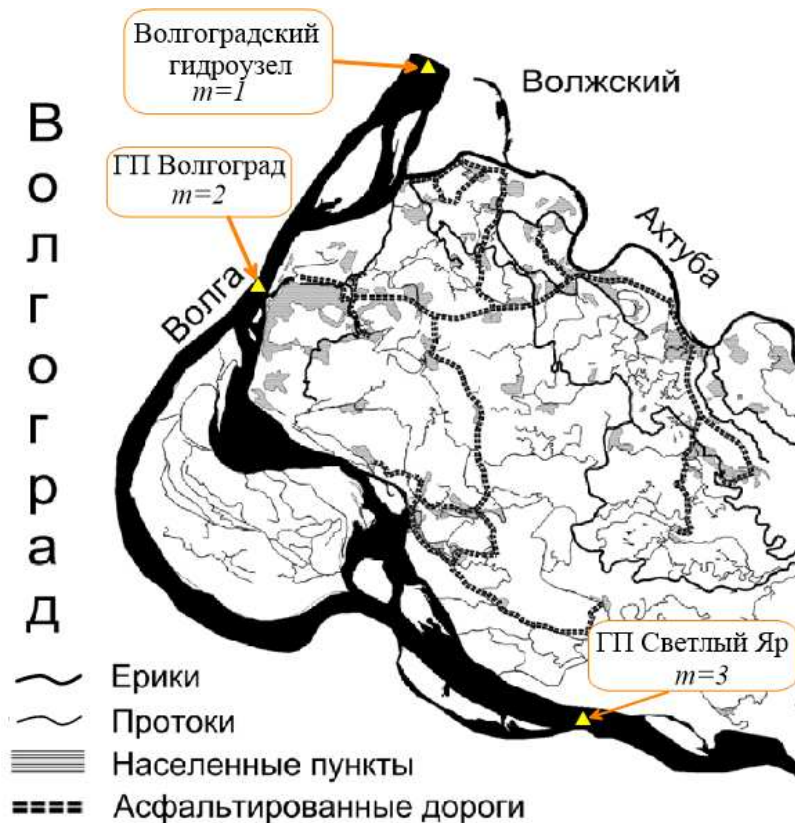 Волгоградский
гидроузел
m=1
Волжский
Волгоград
ГП Волгоград
m=2
Ахтуба
Волга
ГП Светлый Яр
m=3
Ерики
Протоки
Населенные пункты
Асфальтированные дороги